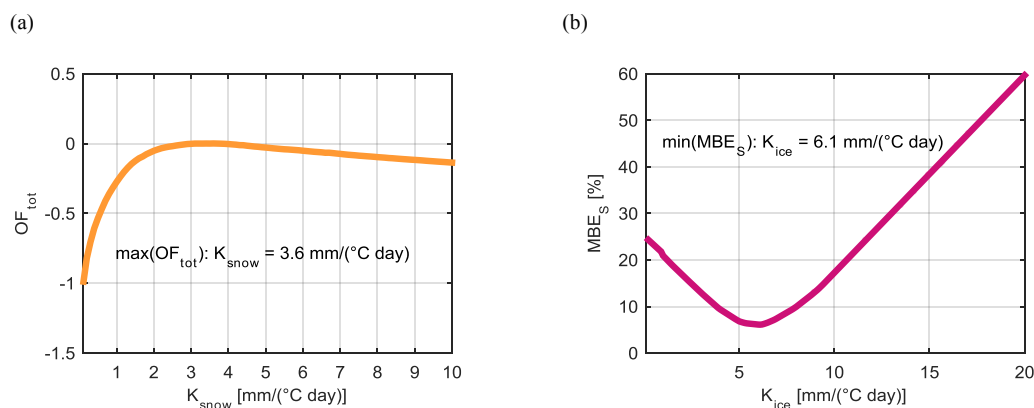 (a)
0.5
0
-0.5
-1
-1.5
OF_tot
max(OF_tot): K_snow = 3.6 mm/(°C day)
1 2 3 4 5 6 7 8 9 10
K_snow [mm/(°C day)]
(b)
60
50
40
30
20
10
0
MBE_S [%]
min(MBE_S): K_ice = 6.1 mm/(°C day)
5 10 15 20
K_ice [mm/(°C day)]